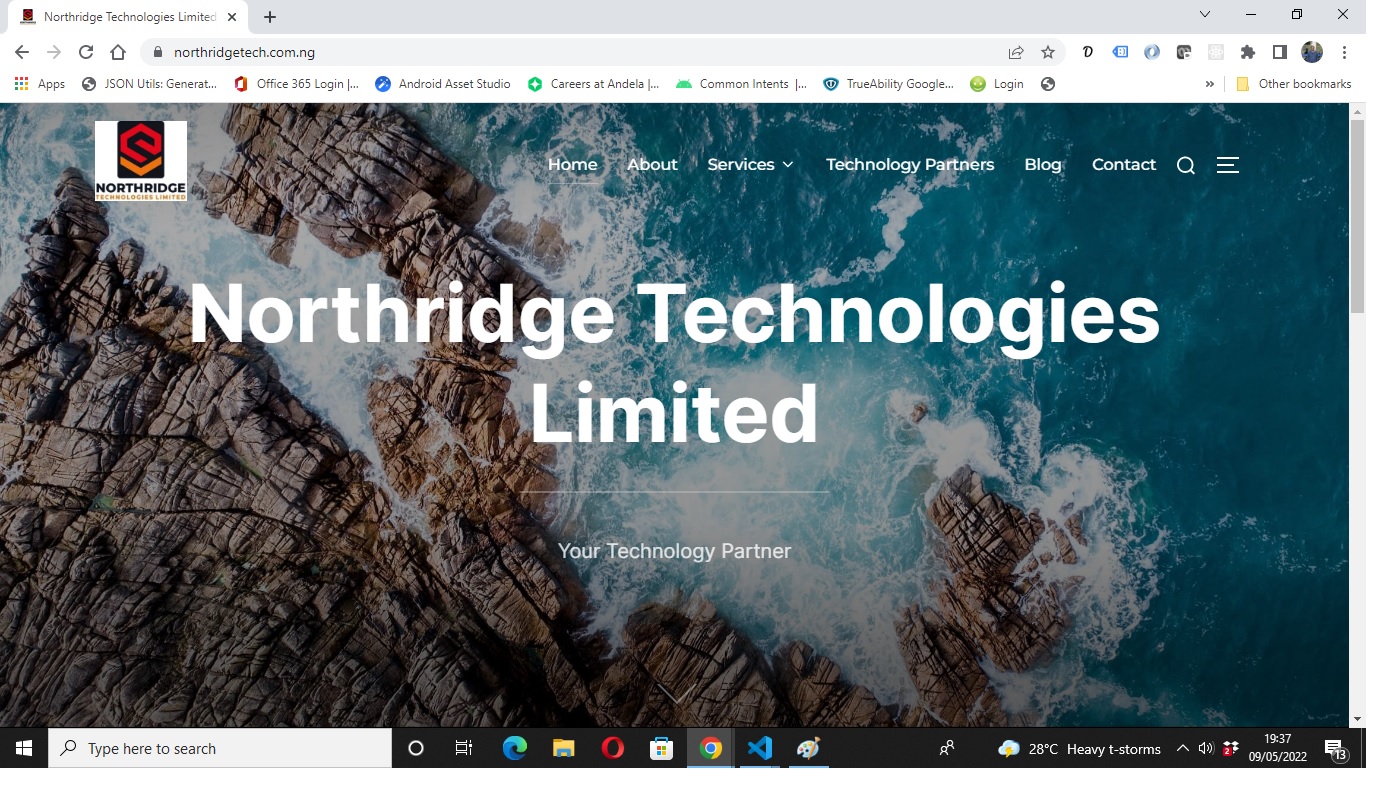 Northridge Technologies Limited
northridgetech.com.ng
Apps
JSON Utils: Generat...
Office 365 Login |...
Android Asset Studio
Careers at Andela |...
Common Intents |...
TrueAbility Google...
Login
»
Other bookmarks
NORTHRIDGE
TECHNOLOGIES LIMITED
Home
About
Services
Technology Partners
Blog
Contact
Northridge Technologies
Limited
Your Technology Partner
Type here to search
28°C Heavy t-storms
2
19:37
09/05/2022
13